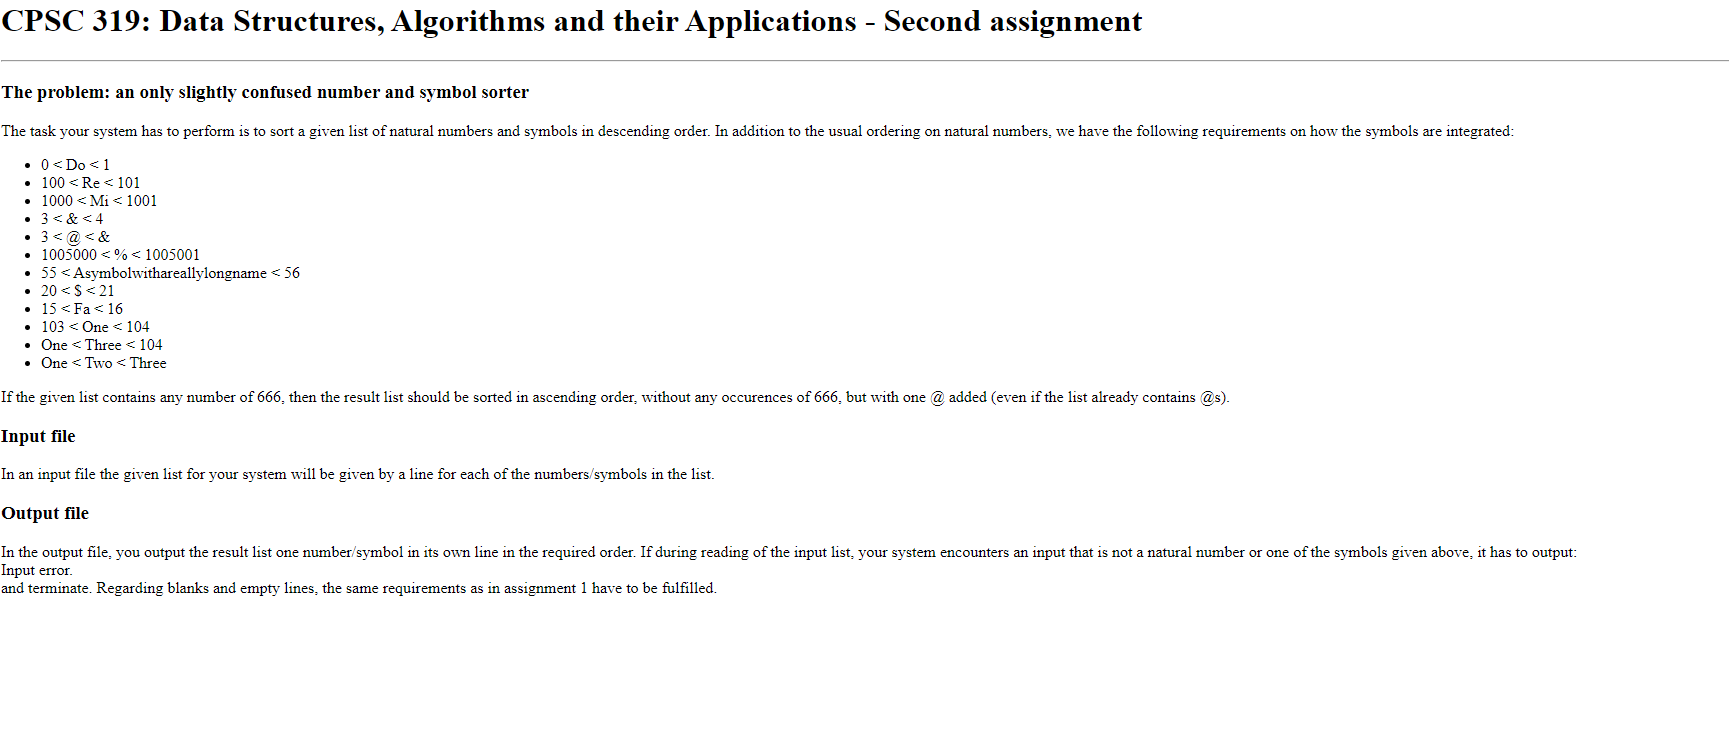 CPSC 319: Data Structures, Algorithms and their Applications - Second assignment
The problem: an only slightly confused number and symbol sorter
The task your system has to perform is to sort a given list of natural numbers and symbols in descending order. In addition to the usual ordering on natural numbers, we have the following requirements on how the symbols are integrated:
• 0 < Do < 1
• 100 < Re < 101
• 1000 < Mi < 1001
• 3 < & < 4
• 3 < @ < &
• 1005000 < % < 1005001
• 55 < Asymbolwithareallylongname < 56
• 20 < $ < 21
• 15 < Fa < 16
• 103 < One < 104
• One < Three < 104
• One < Two < Three
If the given list contains any number of 666, then the result list should be sorted in ascending order, without any occurences of 666, but with one @ added (even if the list already contains @s).
Input file
In an input file the given list for your system will be given by a line for each of the numbers/symbols in the list.
Output file
In the output file, you output the result list one number/symbol in its own line in the required order. If during reading of the input list, your system encounters an input that is not a natural number or one of the symbols given above, it has to output:
Input error.
and terminate. Regarding blanks and empty lines, the same requirements as in assignment 1 have to be fulfilled.